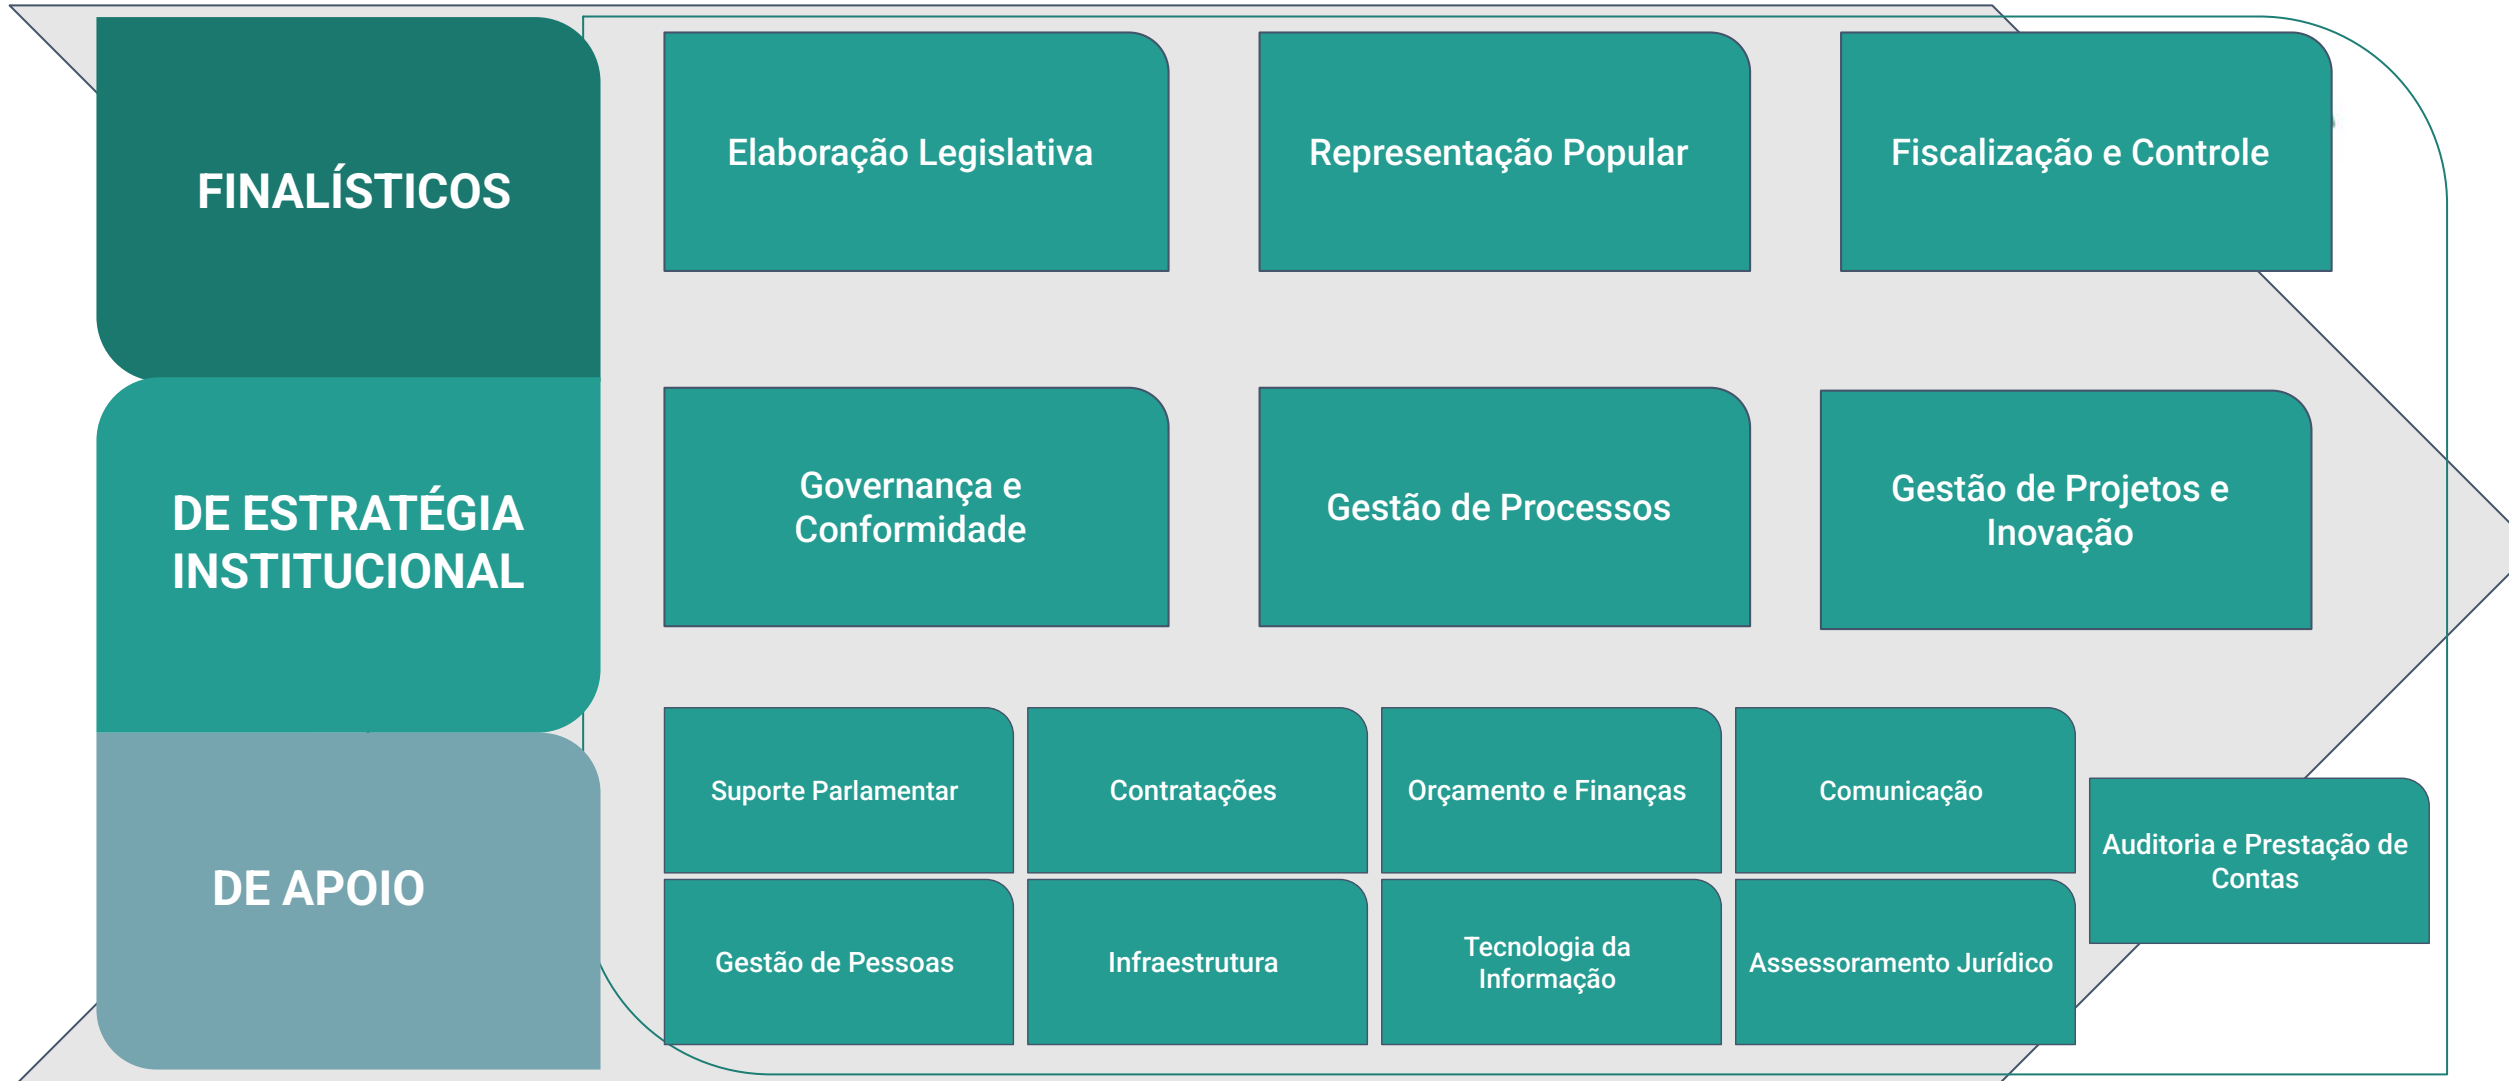 FINALÍSTICOS
Elaboração Legislativa
Representação Popular
Fiscalização e Controle
DE ESTRATÉGIA
INSTITUCIONAL
Governança e
Conformidade
Gestão de Processos
Gestão de Projetos e
Inovação
DE APOIO
Suporte Parlamentar
Contratações
Orçamento e Finanças
Comunicação
Auditoria e Prestação de
Contas
Gestão de Pessoas
Infraestrutura
Tecnologia da
Informação
Assessoramento Jurídico